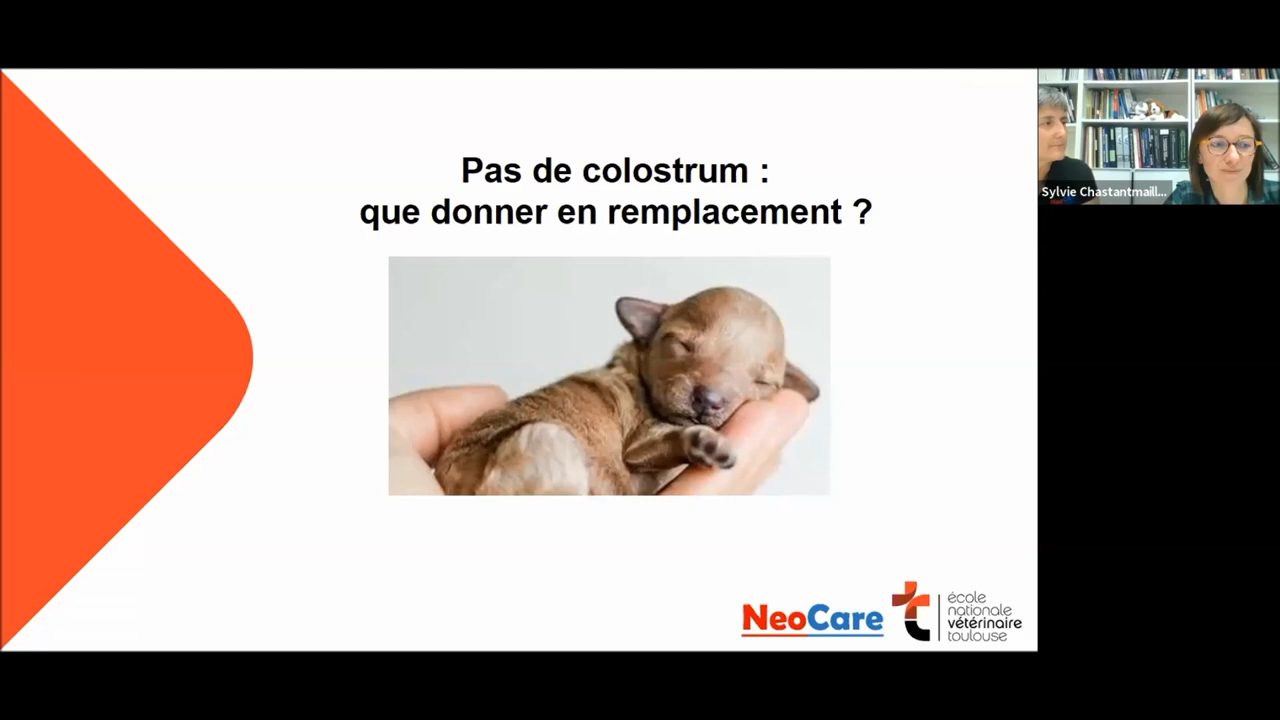 Pas de colostrum :
que donner en remplacement ?
Sylvie Chastantmaill...
NeoCare
école
nationale
vétérinaire
toulouse